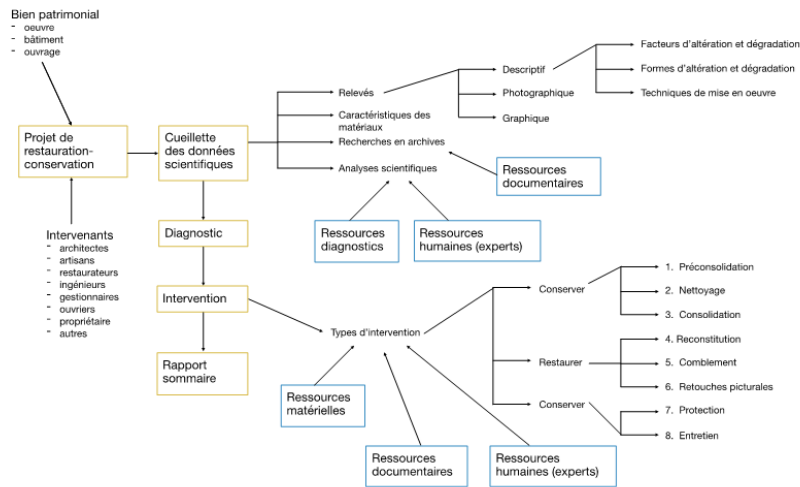 Bien patrimonial
- oeuvre
- bâtiment
- ouvrage
Projet de
restauration-
conservation
Intervenants
- architectes
- artisans
- restaurateurs
- ingénieurs
- gestionnaires
- ouvriers
- propriétaire
- autres
Cueillette
des données
scientifiques
Diagnostic
Intervention
Rapport
sommaire
Relevés
Caractéristiques des
matériaux
Recherches en archives
Analyses scientifiques
Descriptif
Photographique
Graphique
Facteurs d'altération et dégradation
Formes d'altération et dégradation
Techniques de mise en oeuvre
Ressources
documentaires
Ressources
diagnostics
Ressources
humaines (experts)
Types d'intervention
Ressources
matérielles
Ressources
documentaires
Ressources
humaines (experts)
Conserver
1. Préconsolidation
2. Nettoyage
3. Consolidation
Restaurer
4. Reconstitution
5. Comblement
6. Retouches picturales
Conserver
7. Protection
8. Entretien